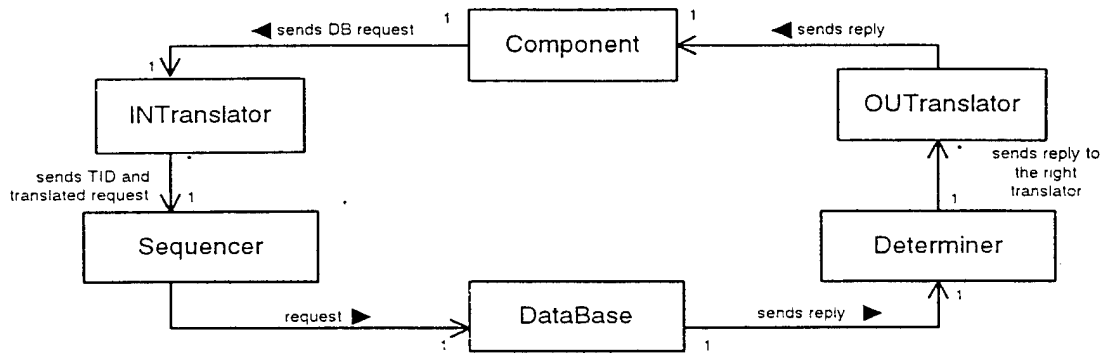 1
1
◄ sends DB request
Component
◄ sends reply
1
INTranslator
OUTranslator
sends TID and
translated request
1
*
*
sends reply to
the right
translator
1
Sequencer
Determiner
request ►
1
DataBase
sends reply ►
1
1